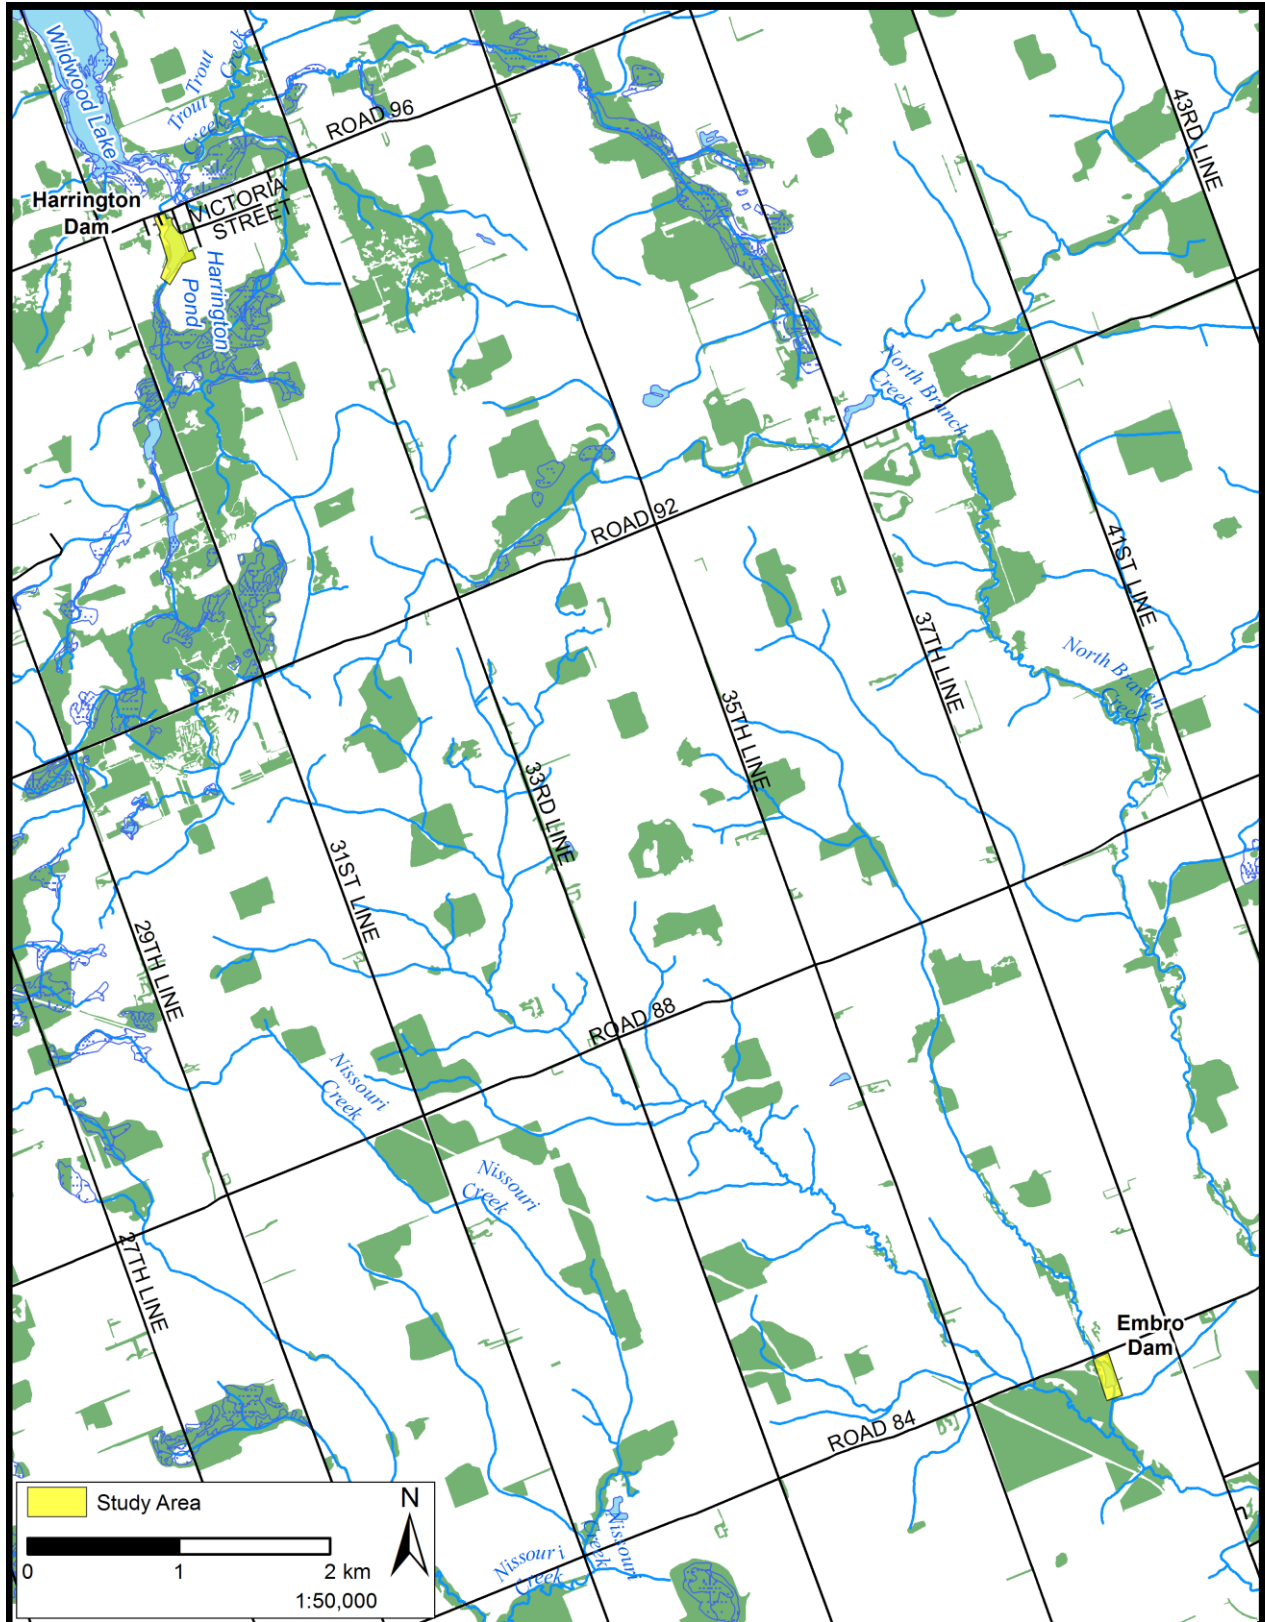 Wildwood Lake
Trout
Creek
Trout
Creek
ROAD 96
43RD LINE
Harrington
Dam
VICTORIA
STREET
Harrington
Pond
North Branch
Creek
ROAD 92
41ST LINE
37TH LINE
North Branch
Creek
35TH LINE
33RD LINE
31ST LINE
29TH LINE
ROAD 88
Nissouri
Creek
Nissouri
Creek
27TH LINE
Embro
Dam
ROAD 84
Study Area
N
0 1 2 km
1:50,000
Nissouri
Creek
Nissouri
Creek